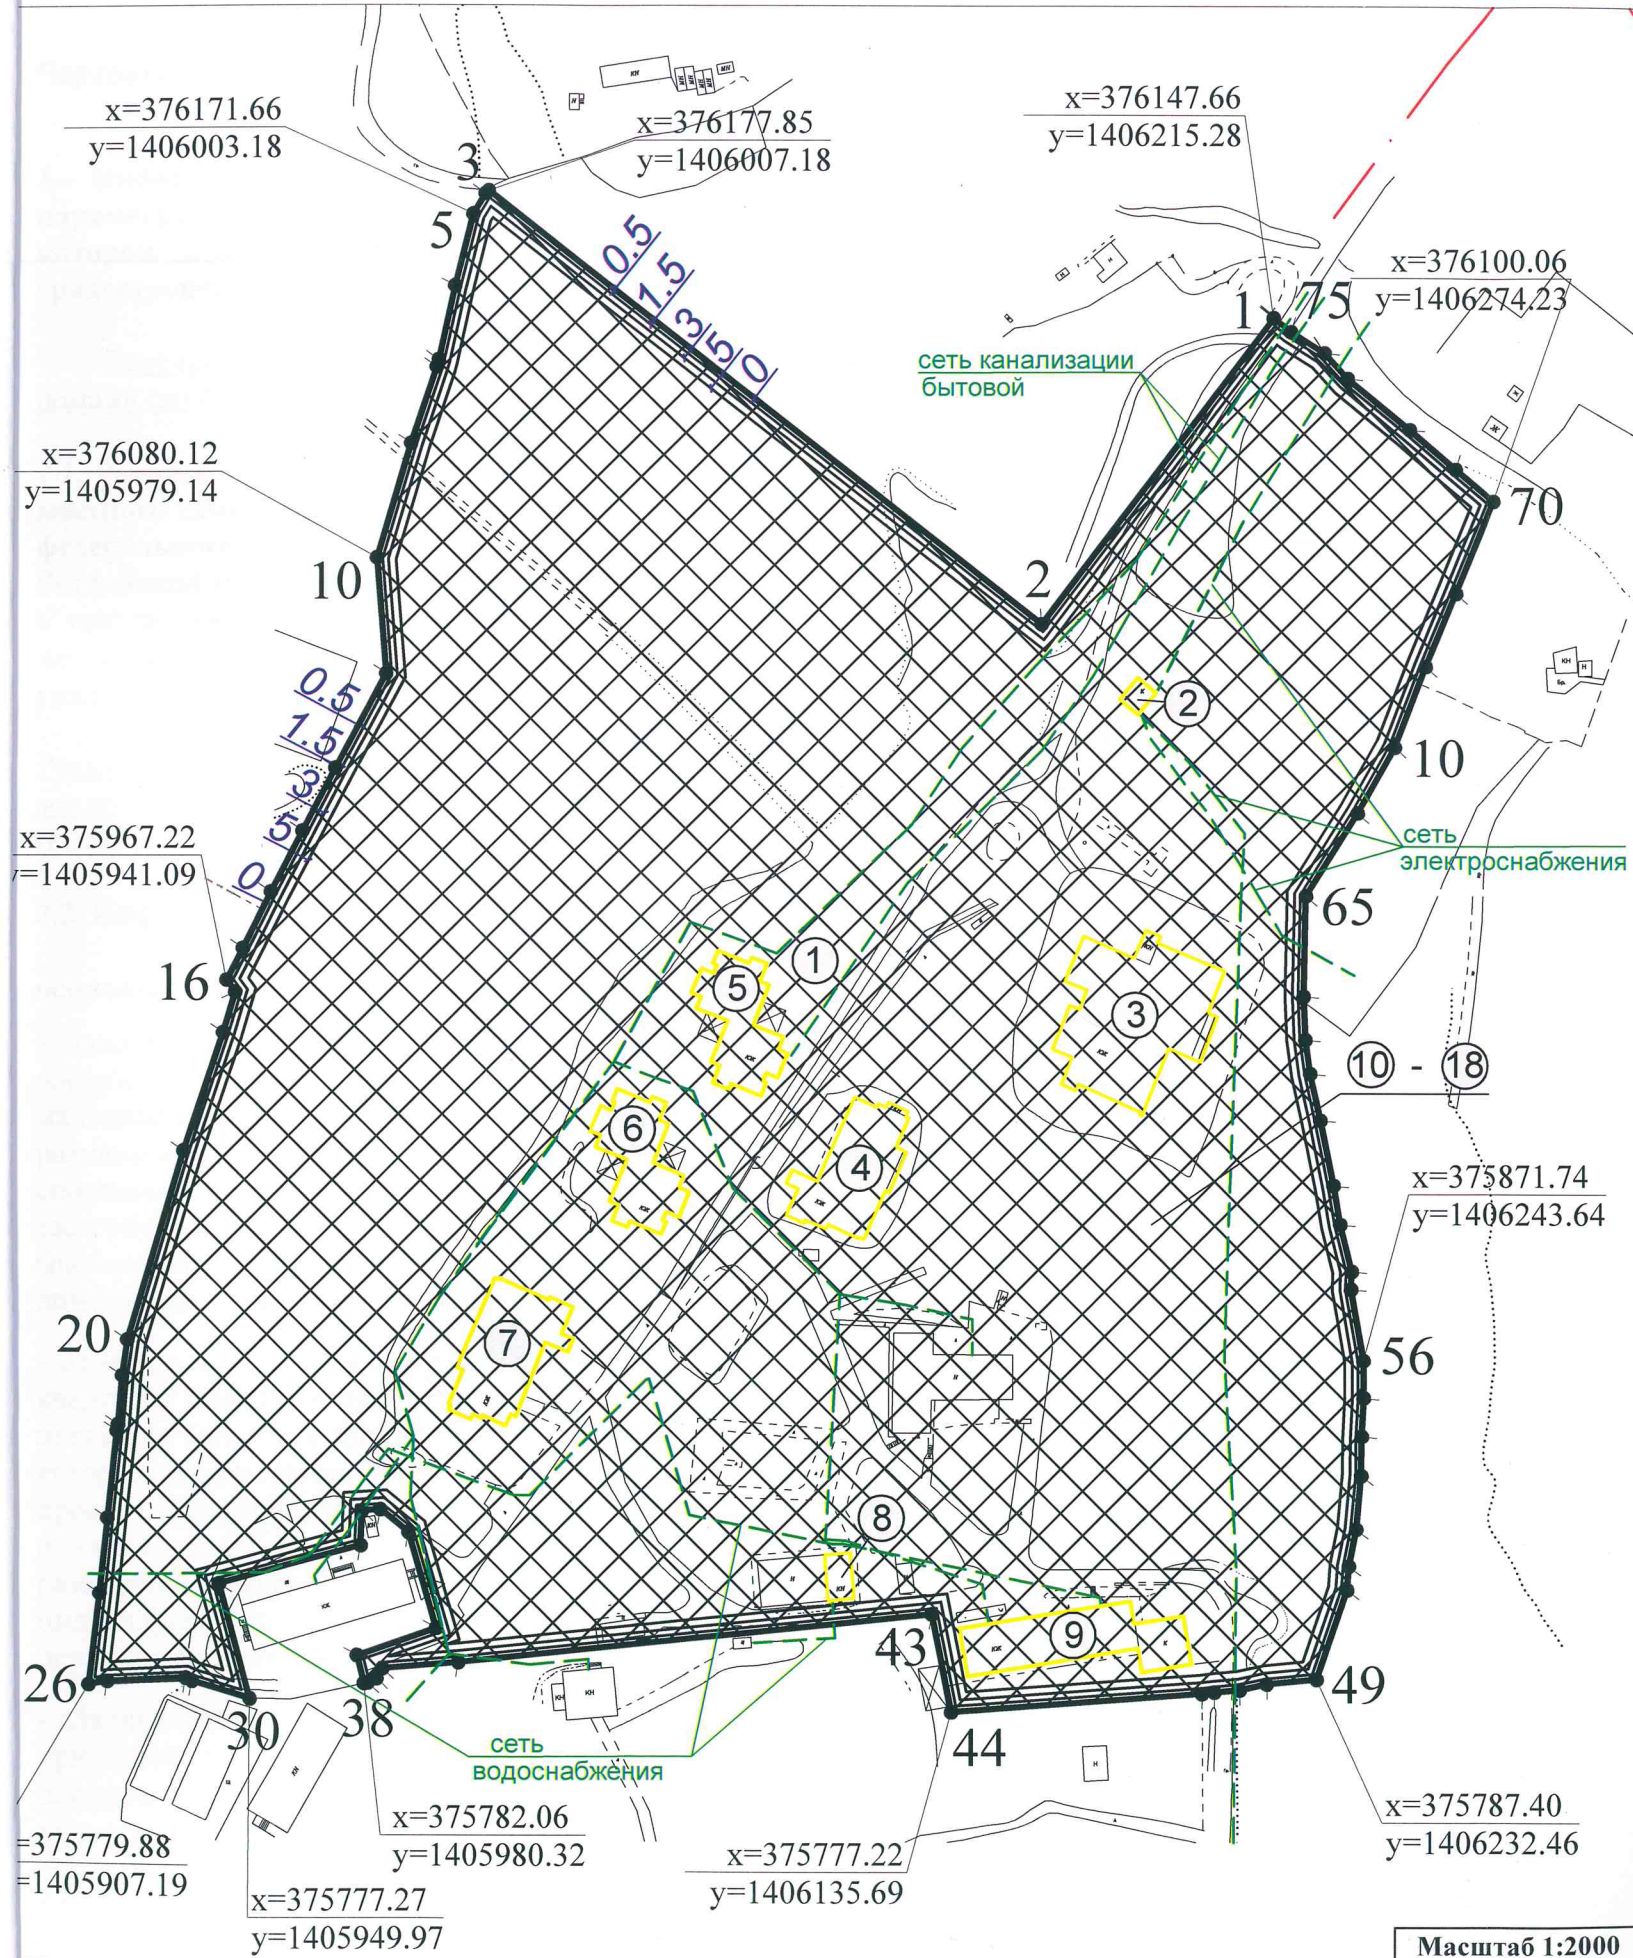 x=376171.66
y=1406003.18
x=376177.85
y=1406007.18
x=376147.66
y=1406215.28
3
5
0.5
1.5
3
5
0
x=376100.06
y=1406274.23
1
75
сеть канализации
бытовой
x=376080.12
y=1405979.14
70
10
2
0.5
1.5
3
5
0
2
10
x=375967.22
y=1405941.09
сеть
электроснабжения
65
16
5
1
3
10 - 18
6
4
x=375871.74
y=1406243.64
20
7
56
8
9
26
30
38
43
44
49
сеть
водоснабжения
x=375782.06
y=1405980.32
x=375787.40
y=1406232.46
=375779.88
=1405907.19
x=375777.22
y=1406135.69
x=375777.27
y=1405949.97
Масштаб 1:2000